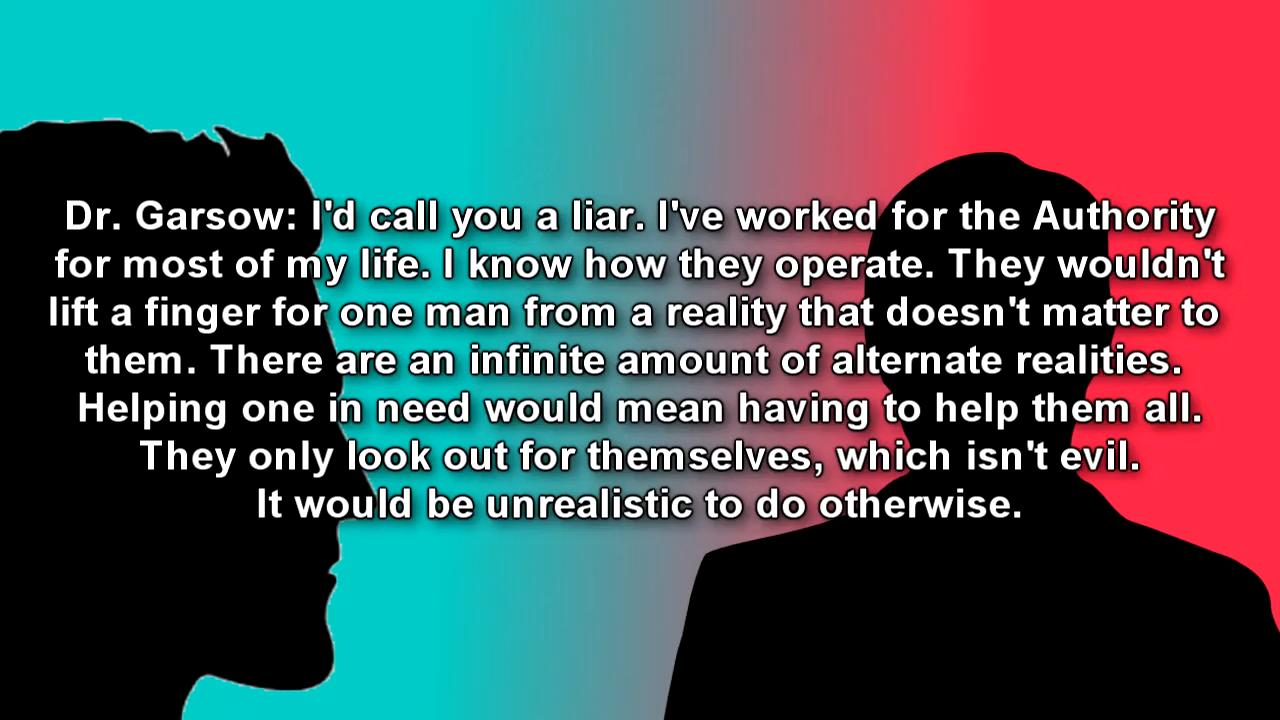 Dr. Garsow: I'd call you a liar. I've worked for the Authority
for most of my life. I know how they operate. They wouldn't
lift a finger for one man from a reality that doesn't matter to
them. There are an infinite amount of alternate realities.
Helping one in need would mean having to help them all.
They only look out for themselves, which isn't evil.
It would be unrealistic to do otherwise.